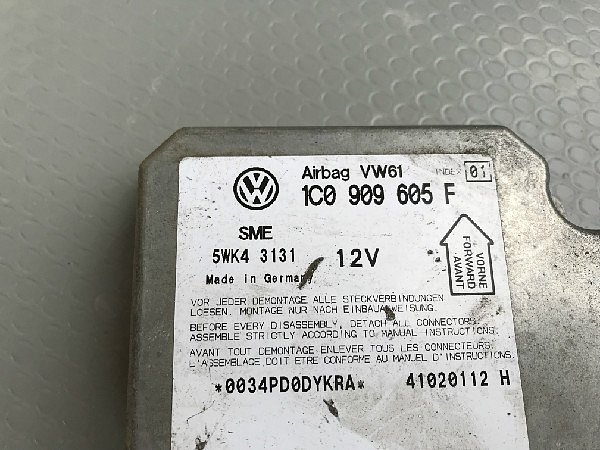 Airbag VW61 INDEX 01
1C0 909 605 F
SME
5WK4 3131 12V
Made in Germany
VORNE
FORWARD
AVANT
VOR JEDER DEMONTAGE ALLE STECKVERBINDUNGEN
LOESEN. MONTAGE NUR NACH EINBAUANWEISUNG.
BEFORE EVERY DISASSEMBLY, DETACH ALL CONNECTORS.
ASSEMBLE STRICTLY ACCORDING TO MANUAL INSTRUCTIONS.
AVANT TOUT DEMONTAGE ENLEVER TOUS LES CONNECTEURS.
L'ASSEMBLAGE DOIT ETRE CONFORME AU MANUEL D'INSTRUCTIONS.
*0034PD0DYKRA* 41020112 H